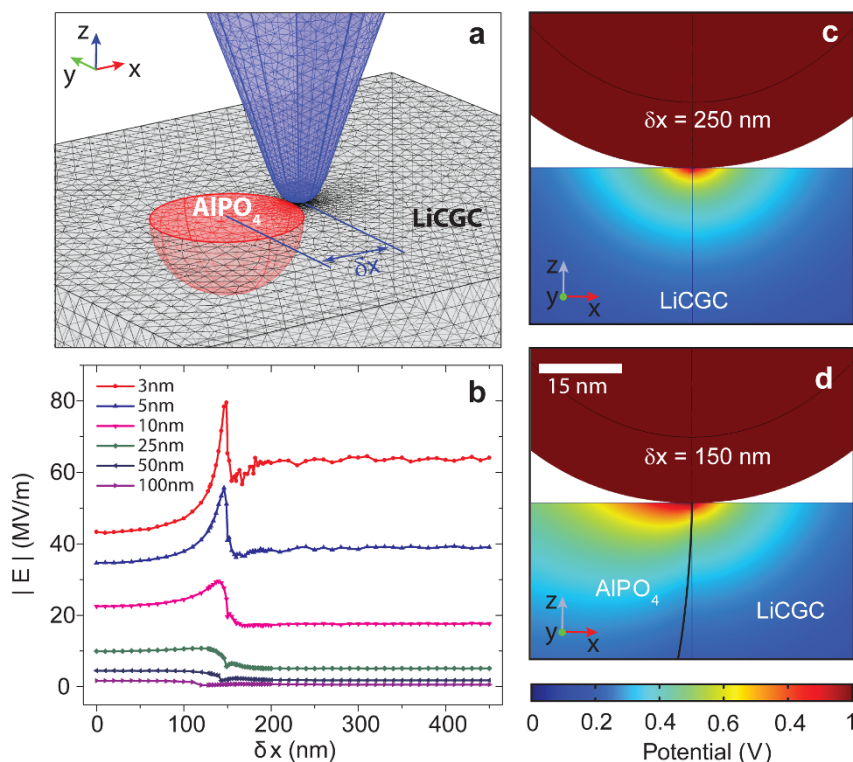 a
z
y
x
AlPO4
LiCGC
δx
b
3nm
5nm
10nm
25nm
50nm
100nm
80
60
40
20
0
| E | (MV/m)
0 100 200 300 400
δx (nm)
c
δx = 250 nm
z
y
x
LiCGC
d
15 nm
δx = 150 nm
AlPO4
LiCGC
z
y
x
0 0.2 0.6 0.4 0.8 1
Potential (V)